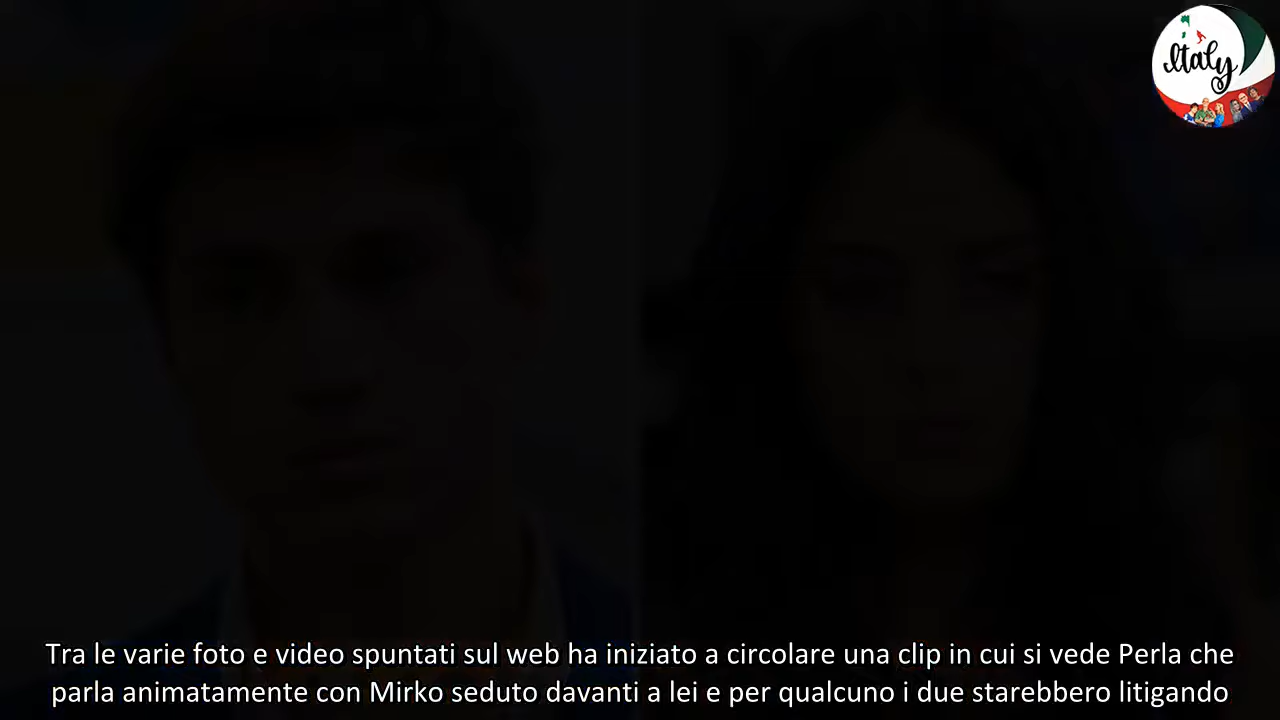 Italy
Tra le varie foto e video spuntati sul web ha iniziato a circolare una clip in cui si vede Perla che
parla animatamente con Mirko seduto davanti a lei e per qualcuno i due starebbero litigando